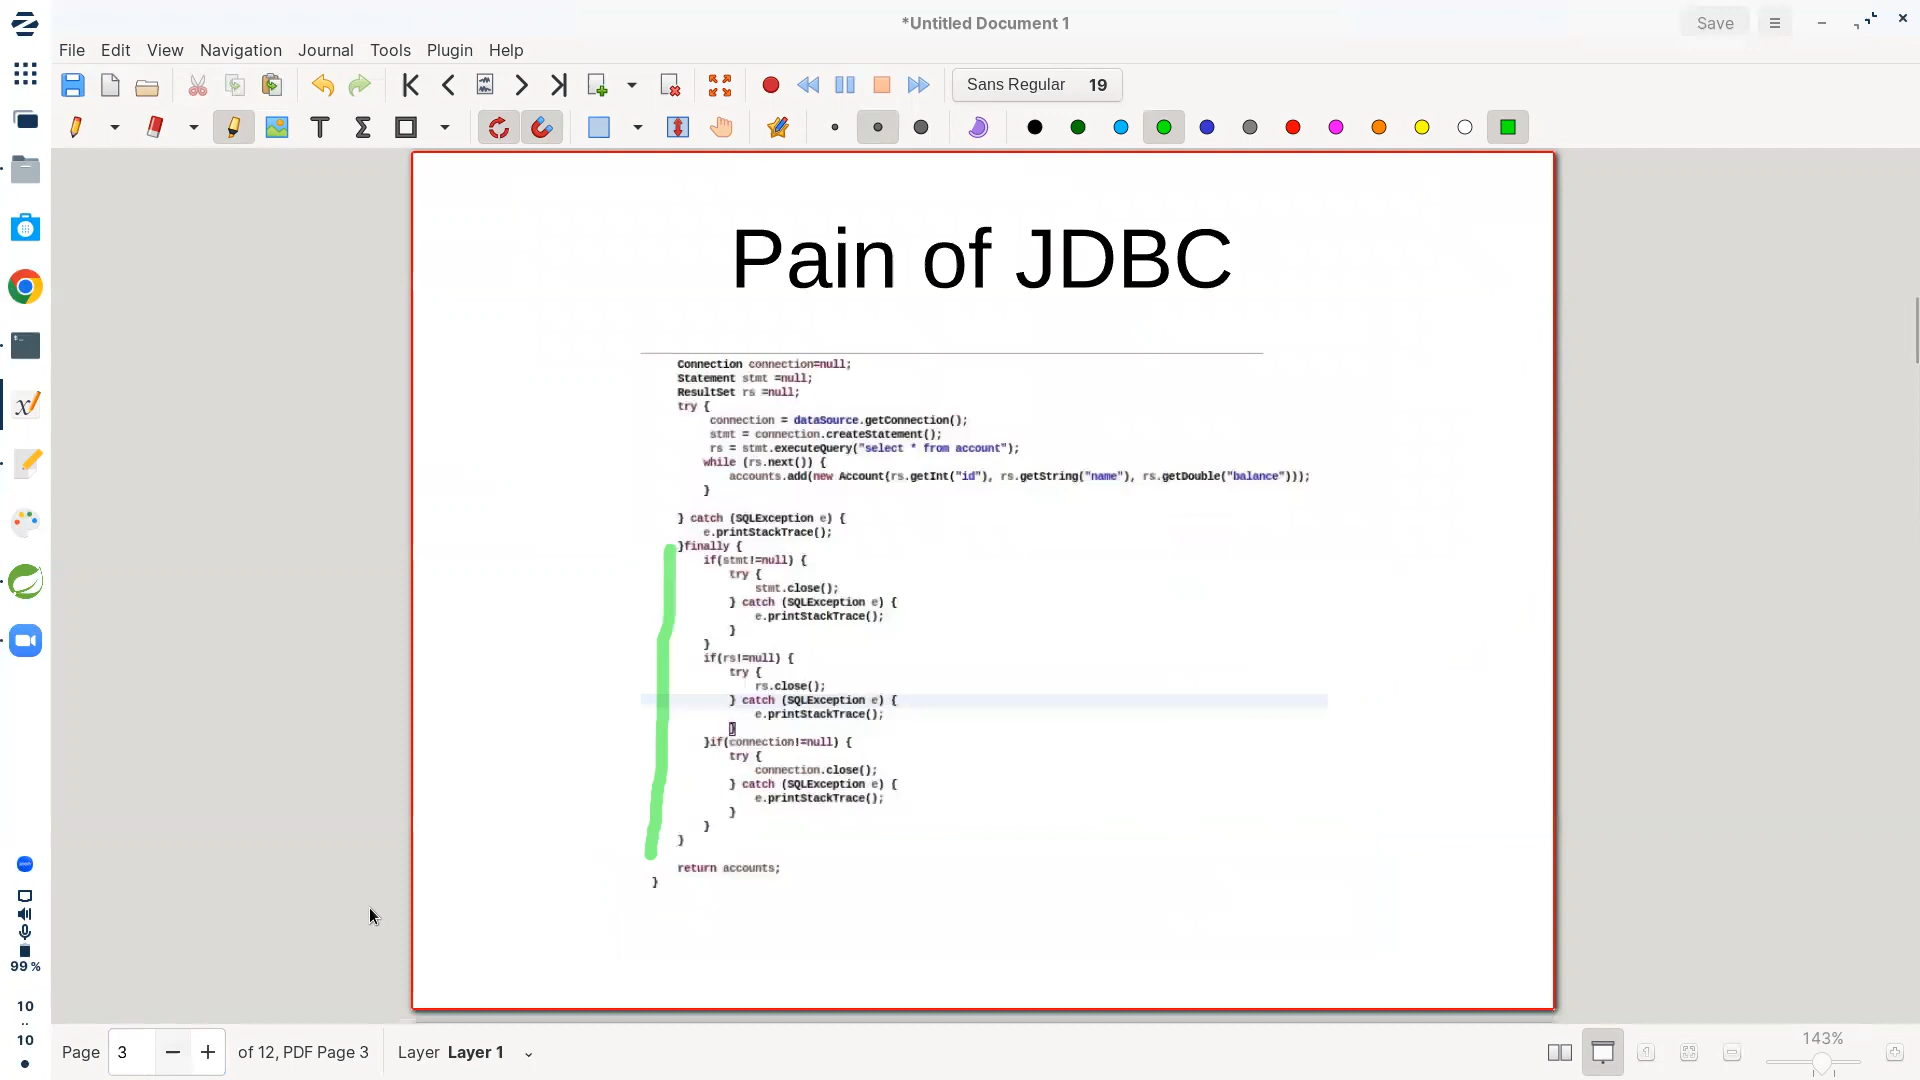 *Untitled Document 1
Save
File Edit View Navigation Journal Tools Plugin Help
Sans Regular 19
Pain of JDBC
Connection connection=null;
Statement stmt =null;
ResultSet rs =null;
try {
connection = dataSource.getConnection();
stmt = connection.createStatement();
rs = stmt.executeQuery("select * from account");
while (rs.next()) {
accounts.add(new Account(rs.getInt("id"), rs.getString("name"), rs.getDouble("balance")));
}
} catch (SQLException e) {
e.printStackTrace();
}finally {
if(stmt!=null) {
try {
stmt.close();
} catch (SQLException e) {
e.printStackTrace();
}
}
if(rs!=null) {
try {
rs.close();
} catch (SQLException e) {
e.printStackTrace();
}
}if(connection!=null) {
try {
connection.close();
} catch (SQLException e) {
e.printStackTrace();
}
}
}
return accounts;
}
99 %
10
..
10
Page 3 of 12, PDF Page 3 Layer Layer 1
143%